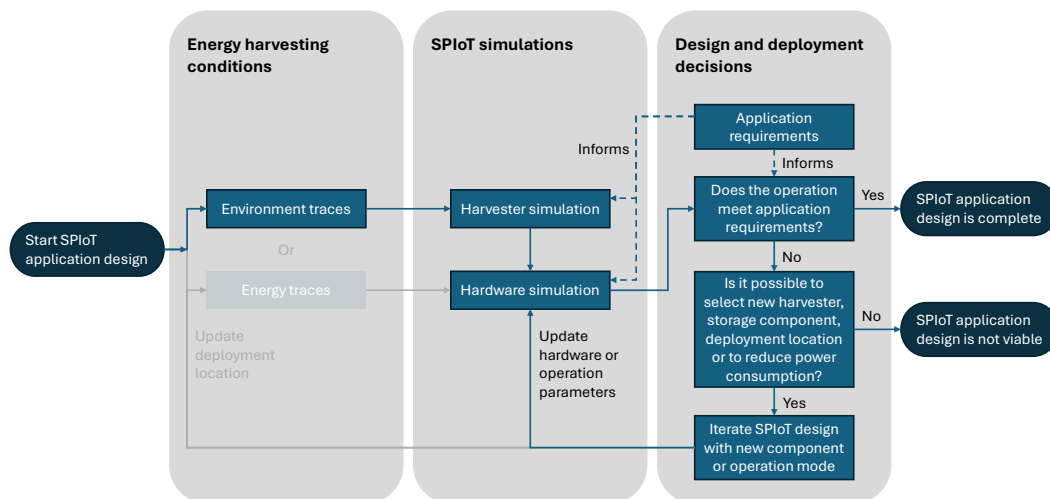 Energy harvesting
conditions
SPIoT simulations
Design and deployment
decisions
Application
requirements
Informs
Informs
Start SPIoT
application design
Environment traces
Harvester simulation
Does the operation
meet application
requirements?
Yes
SPIoT application
design is complete
Or
No
Energy traces
Hardware simulation
Is it possible to
select new harvester,
storage component,
deployment location
or to reduce power
consumption?
No
SPIoT application
design is not viable
Update
deployment
location
Update
hardware or
operation
parameters
Yes
Iterate SPIoT design
with new component
or operation mode